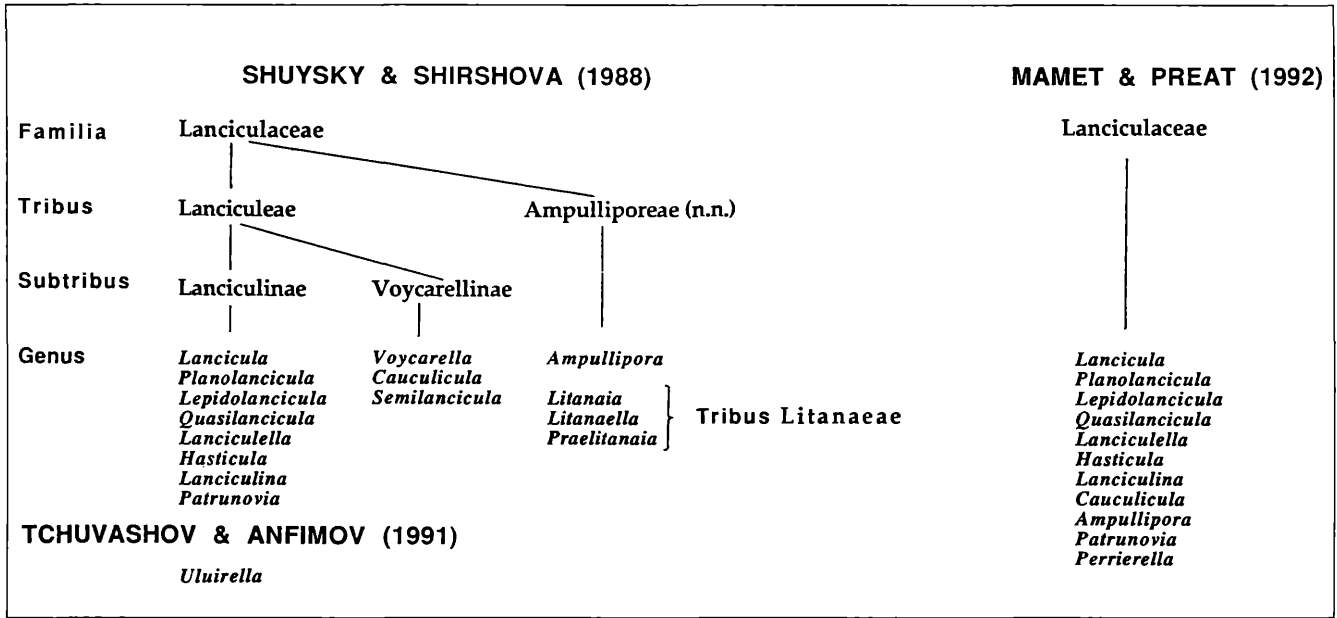 SHUYSKY & SHIRSHOVA (1988) MAMET & PREAT (1992)
Familia Lanciculaceae Lanciculaceae
Tribus Lanciculeae Ampulliporeae (n.n.)
Subtribus Lanciculinae Voycarellinae
Genus Lancicula Voycarella Ampullipora Lancicula
Planolancicula Cauculicula Planolancicula
Lepidolancicula Semilancicula Litanaia Lepidolancicula
Quasilancicula Litanaella Tribus Litanaeae Quasilancicula
Lanciculella Praelitanaia Lanciculella
Hasticula Hasticula
Lanciculina Lanciculina
Patrunovia Cauculicula
Ampullipora
TCHUVASHOV & ANFIMOV (1991) Patrunovia
Perrierella
Uluirella